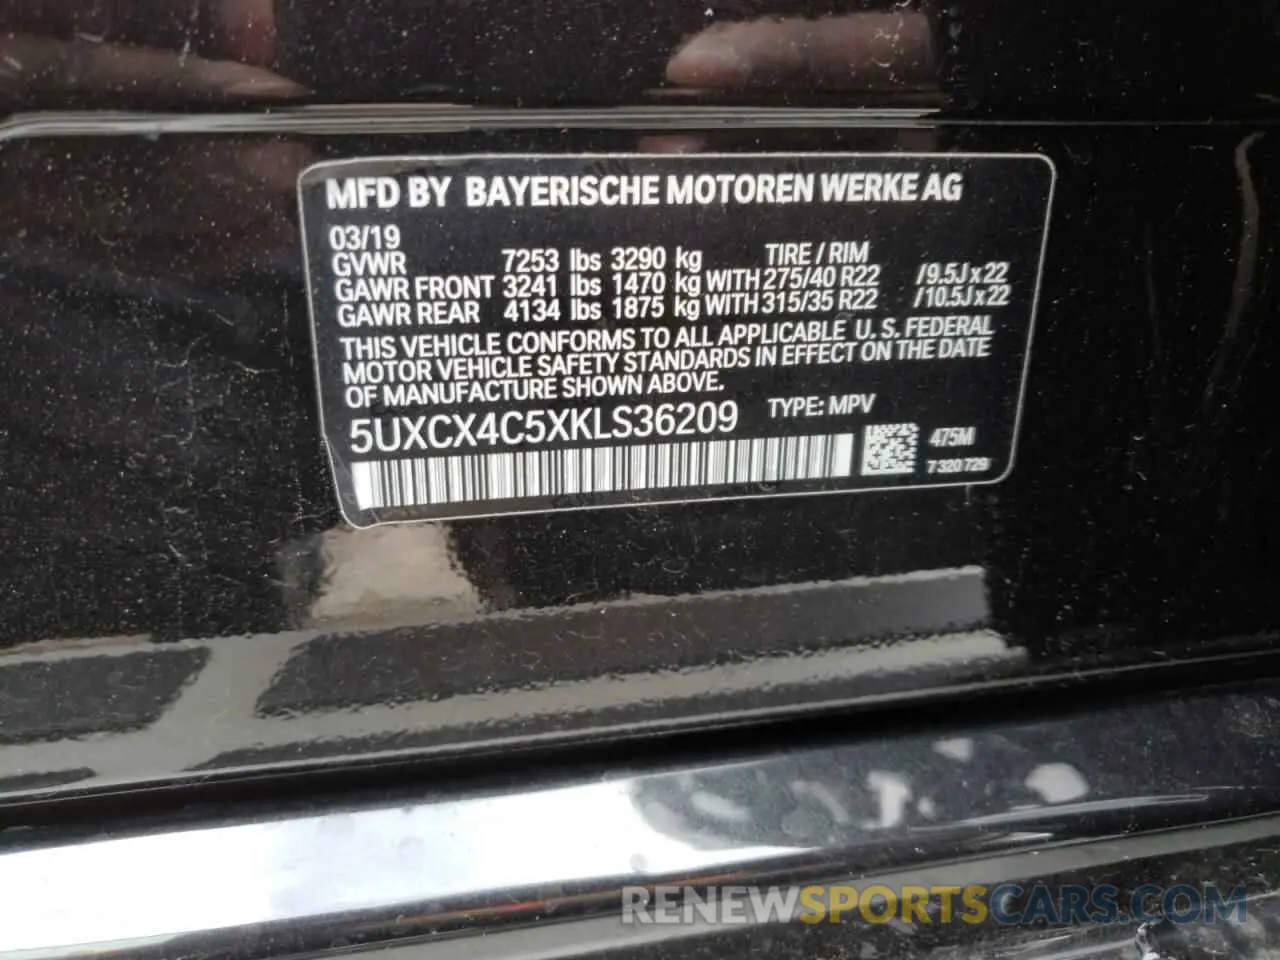 MFD BY BAYERISCHE MOTOREN WERKE AG
03/19
GVWR 7253 lbs 3290 kg TIRE / RIM
GAWR FRONT 3241 lbs 1470 kg WITH 275/40 R22 /9.5J x 22
GAWR REAR 4134 lbs 1875 kg WITH 315/35 R22 /10.5J x 22
THIS VEHICLE CONFORMS TO ALL APPLICABLE U.S. FEDERAL
MOTOR VEHICLE SAFETY STANDARDS IN EFFECT ON THE DATE
OF MANUFACTURE SHOWN ABOVE.
5UXCX4C5XKLS36209 TYPE: MPV
475M
7 320 729
RENEWSPORTSCARS.COM